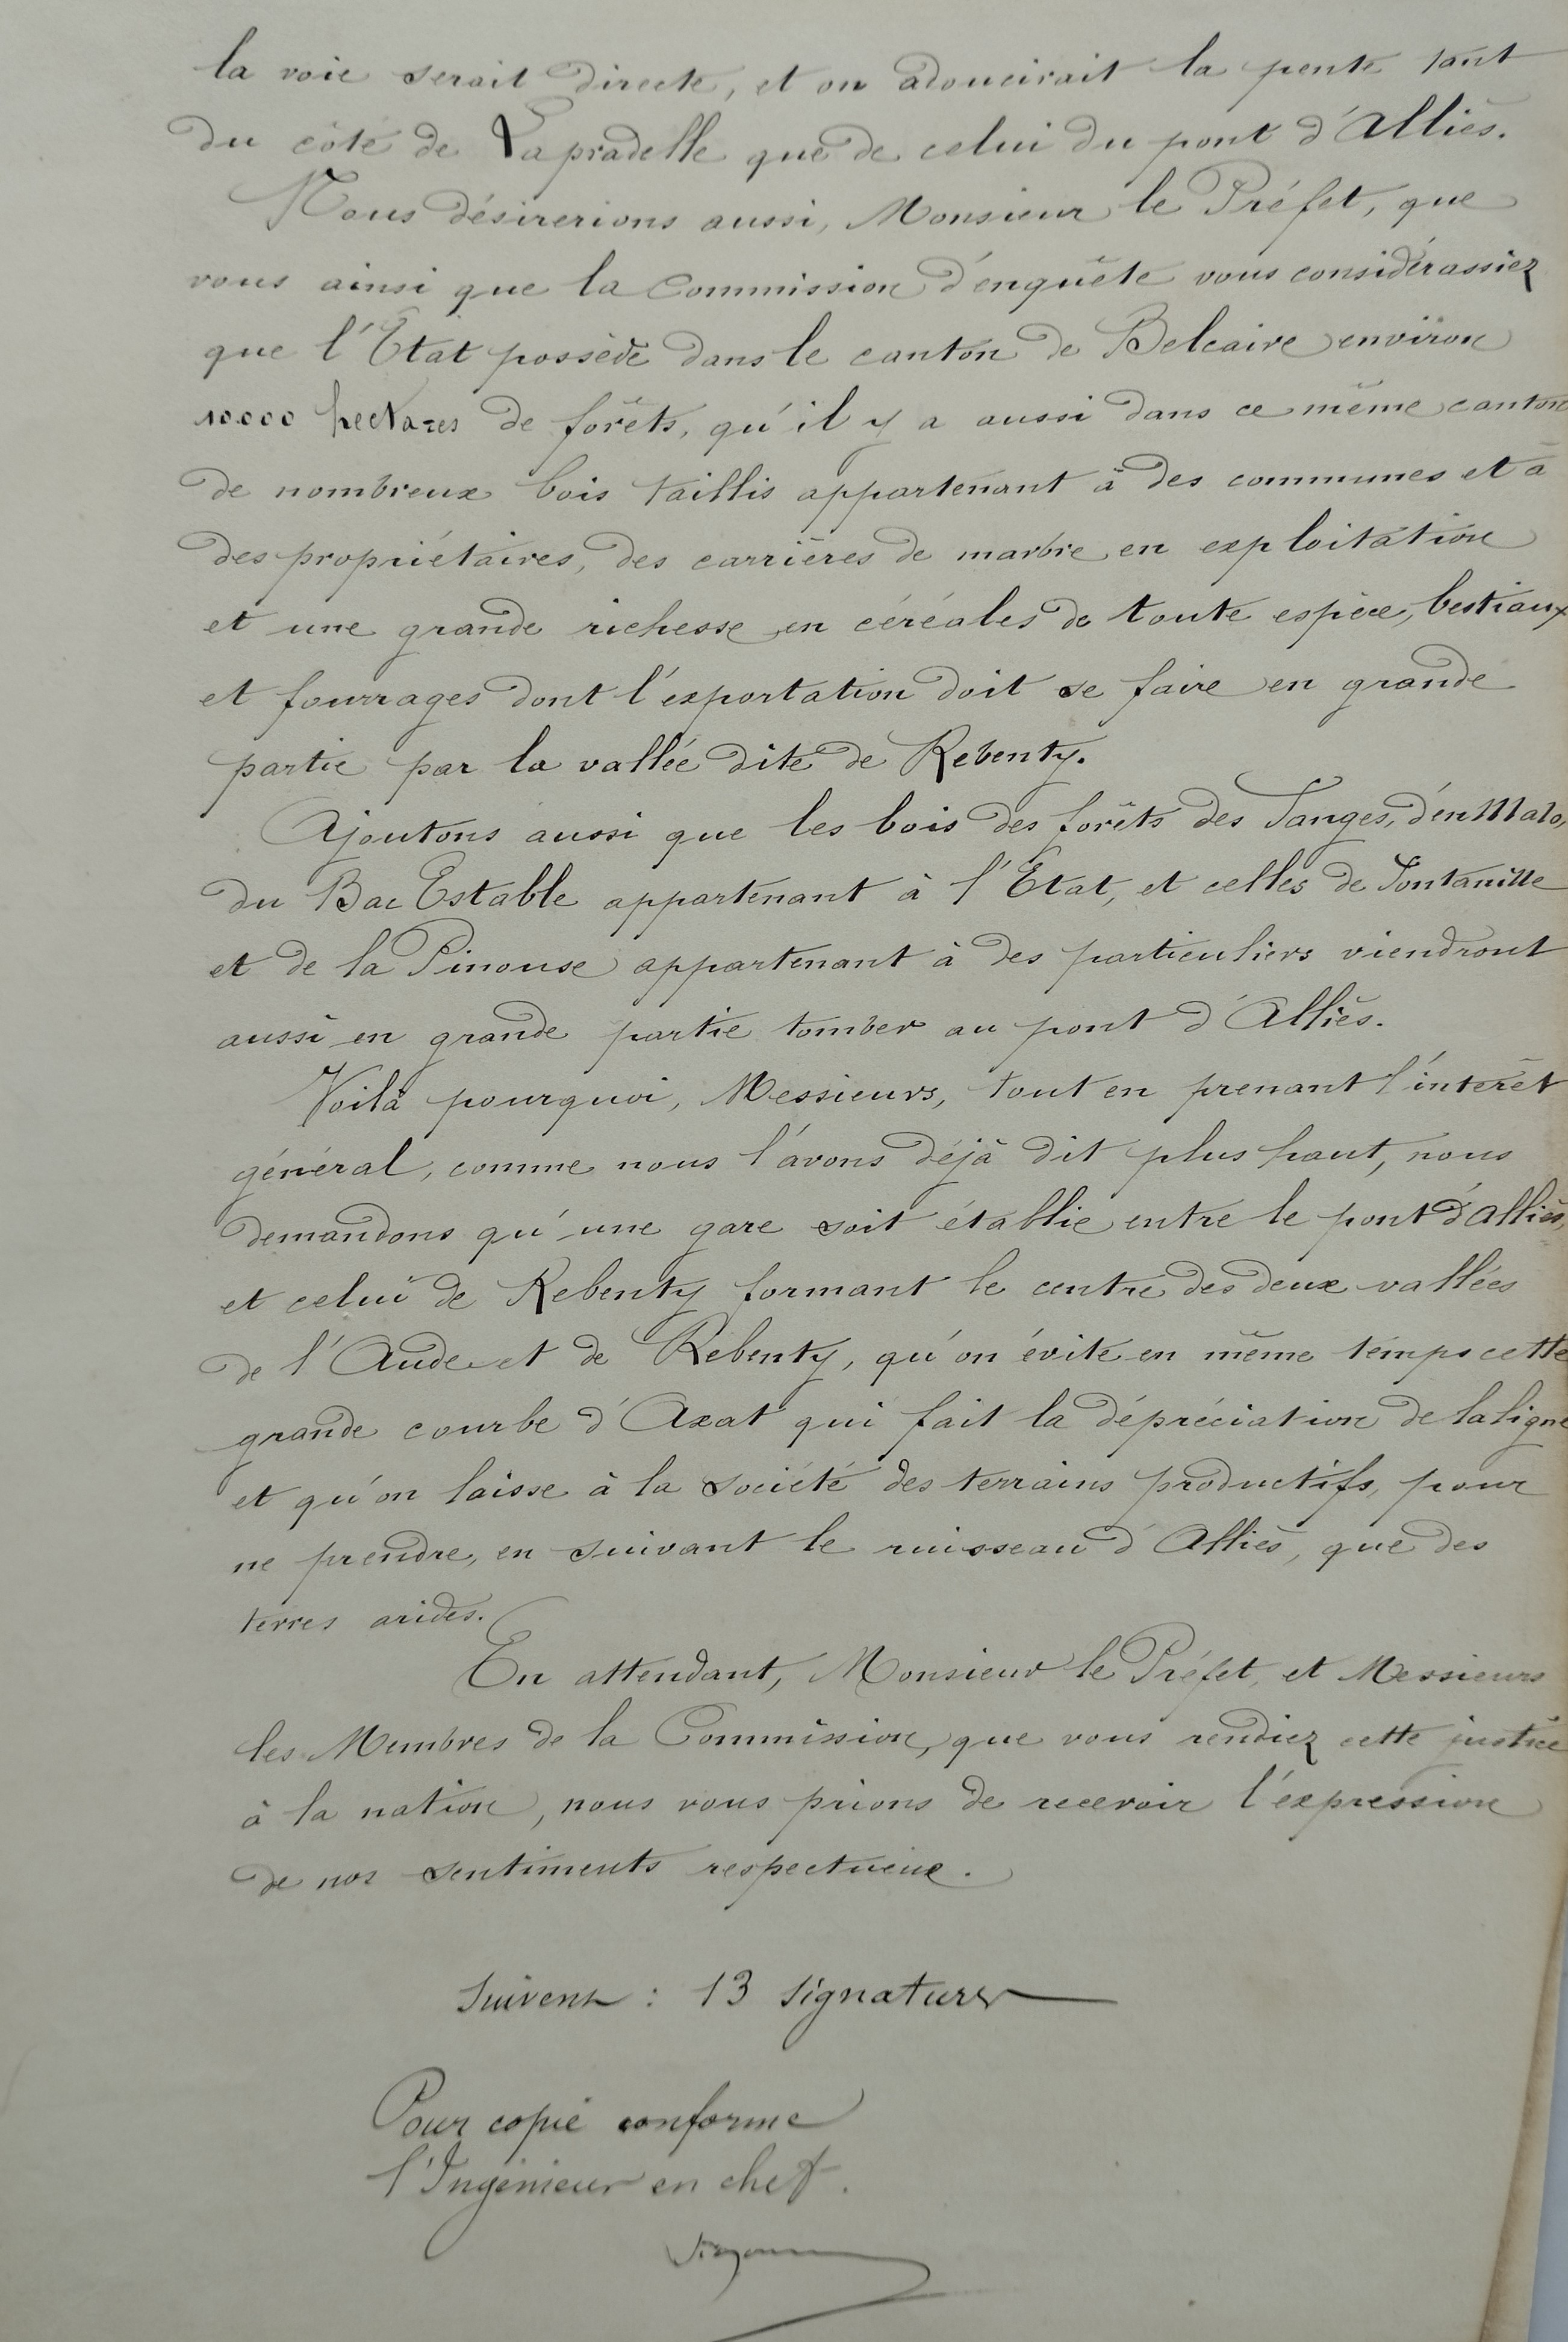 la voie serait directe, et on adoucirait la pente tant
du côté de Lapradelle que de celui du pont d'Alliès.
Nous désirerions aussi, Monsieur le Préfet, que
vous ainsi que la Commission d'enquête vous considérassiez
que l'Etat possède dans le canton de Belcaire environ
10.000 hectares de forêts, qu'il y a aussi dans ce même canton
de nombreux bois taillis appartenant à des communes et à
des propriétaires, des carrières de marbre en exploitation
et une grande richesse en céréales de toute espèce, bestiaux
et fourrages dont l'exportation doit se faire en grande
partie par la vallée dite de Rebenty.
Ajoutons aussi que les bois des forêts des Fanges, d'en Malo,
du Bac Estable appartenant à l'Etat, et celles de Fontanille
et de la Pinouse appartenant à des particuliers viendront
aussi en grande partie tomber au pont d'Alliès.
Voilà pourquoi, Messieurs, tout en prenant l'intérêt
général, comme nous l'avons déjà dit plus haut, nous
demandons qu'une gare soit établie entre le pont d'Alliès,
et celui de Rebenty formant le centre des deux vallées
de l'Aude et de Rebenty, qu'on évite en même temps cette
grande courbe d'Axat qui fait la dépréciation de la ligne
et qu'on laisse à la société des terrains productifs, pour
ne prendre, en suivant le ruisseau d'Alliès, que des
terres arides.
En attendant, Monsieur le Préfet, et Messieurs
les Membres de la Commission, que vous rendiez cette justice
à la nation, nous vous prions de recevoir l'expression
de nos sentiments respectueux.
Suivent : 13 signatures
Pour copie conforme
l'Ingénieur en chef.